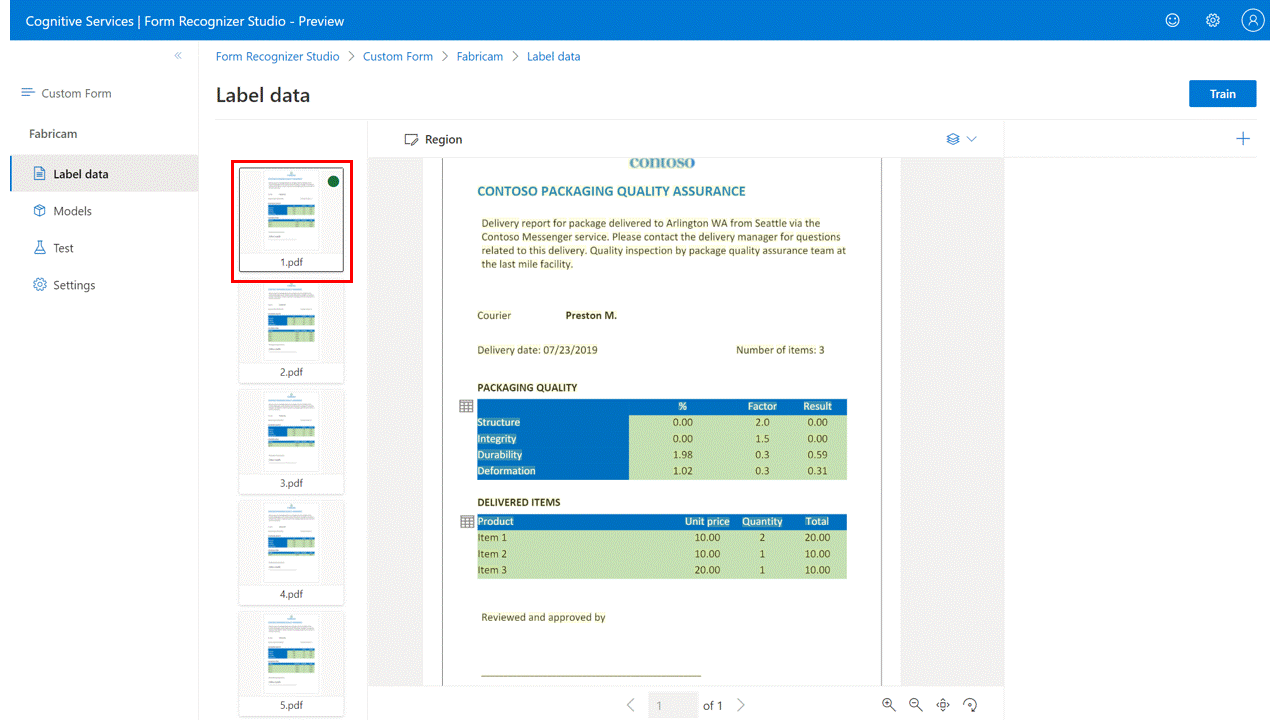 Cognitive Services | Form Recognizer Studio - Preview
Form Recognizer Studio > Custom Form > Fabricam > Label data
Custom Form
Label data
Train
Fabricam
Label data
Models
Test
Settings
1.pdf
2.pdf
3.pdf
4.pdf
5.pdf
Region
contoso
CONTOSO PACKAGING QUALITY ASSURANCE
Delivery report for package delivered to Arlington WA from Seattle via the
Contoso Messenger service. Please contact the delivery manager for questions
related to this delivery. Quality inspection by package quality assurance team at
the last mile facility.
Courier Preston M.
Delivery date: 07/23/2019 Number of items: 3
PACKAGING QUALITY
% Factor Result
Structure 0.00 2.0 0.00
Integrity 0.00 1.5 0.00
Durability 1.98 0.3 0.59
Deformation 1.02 0.3 0.31
DELIVERED ITEMS
Product Unit price Quantity Total
Item 1 10.00 2 20.00
Item 2 10.00 1 10.00
Item 3 20.00 1 10.00
Reviewed and approved by
1 of 1